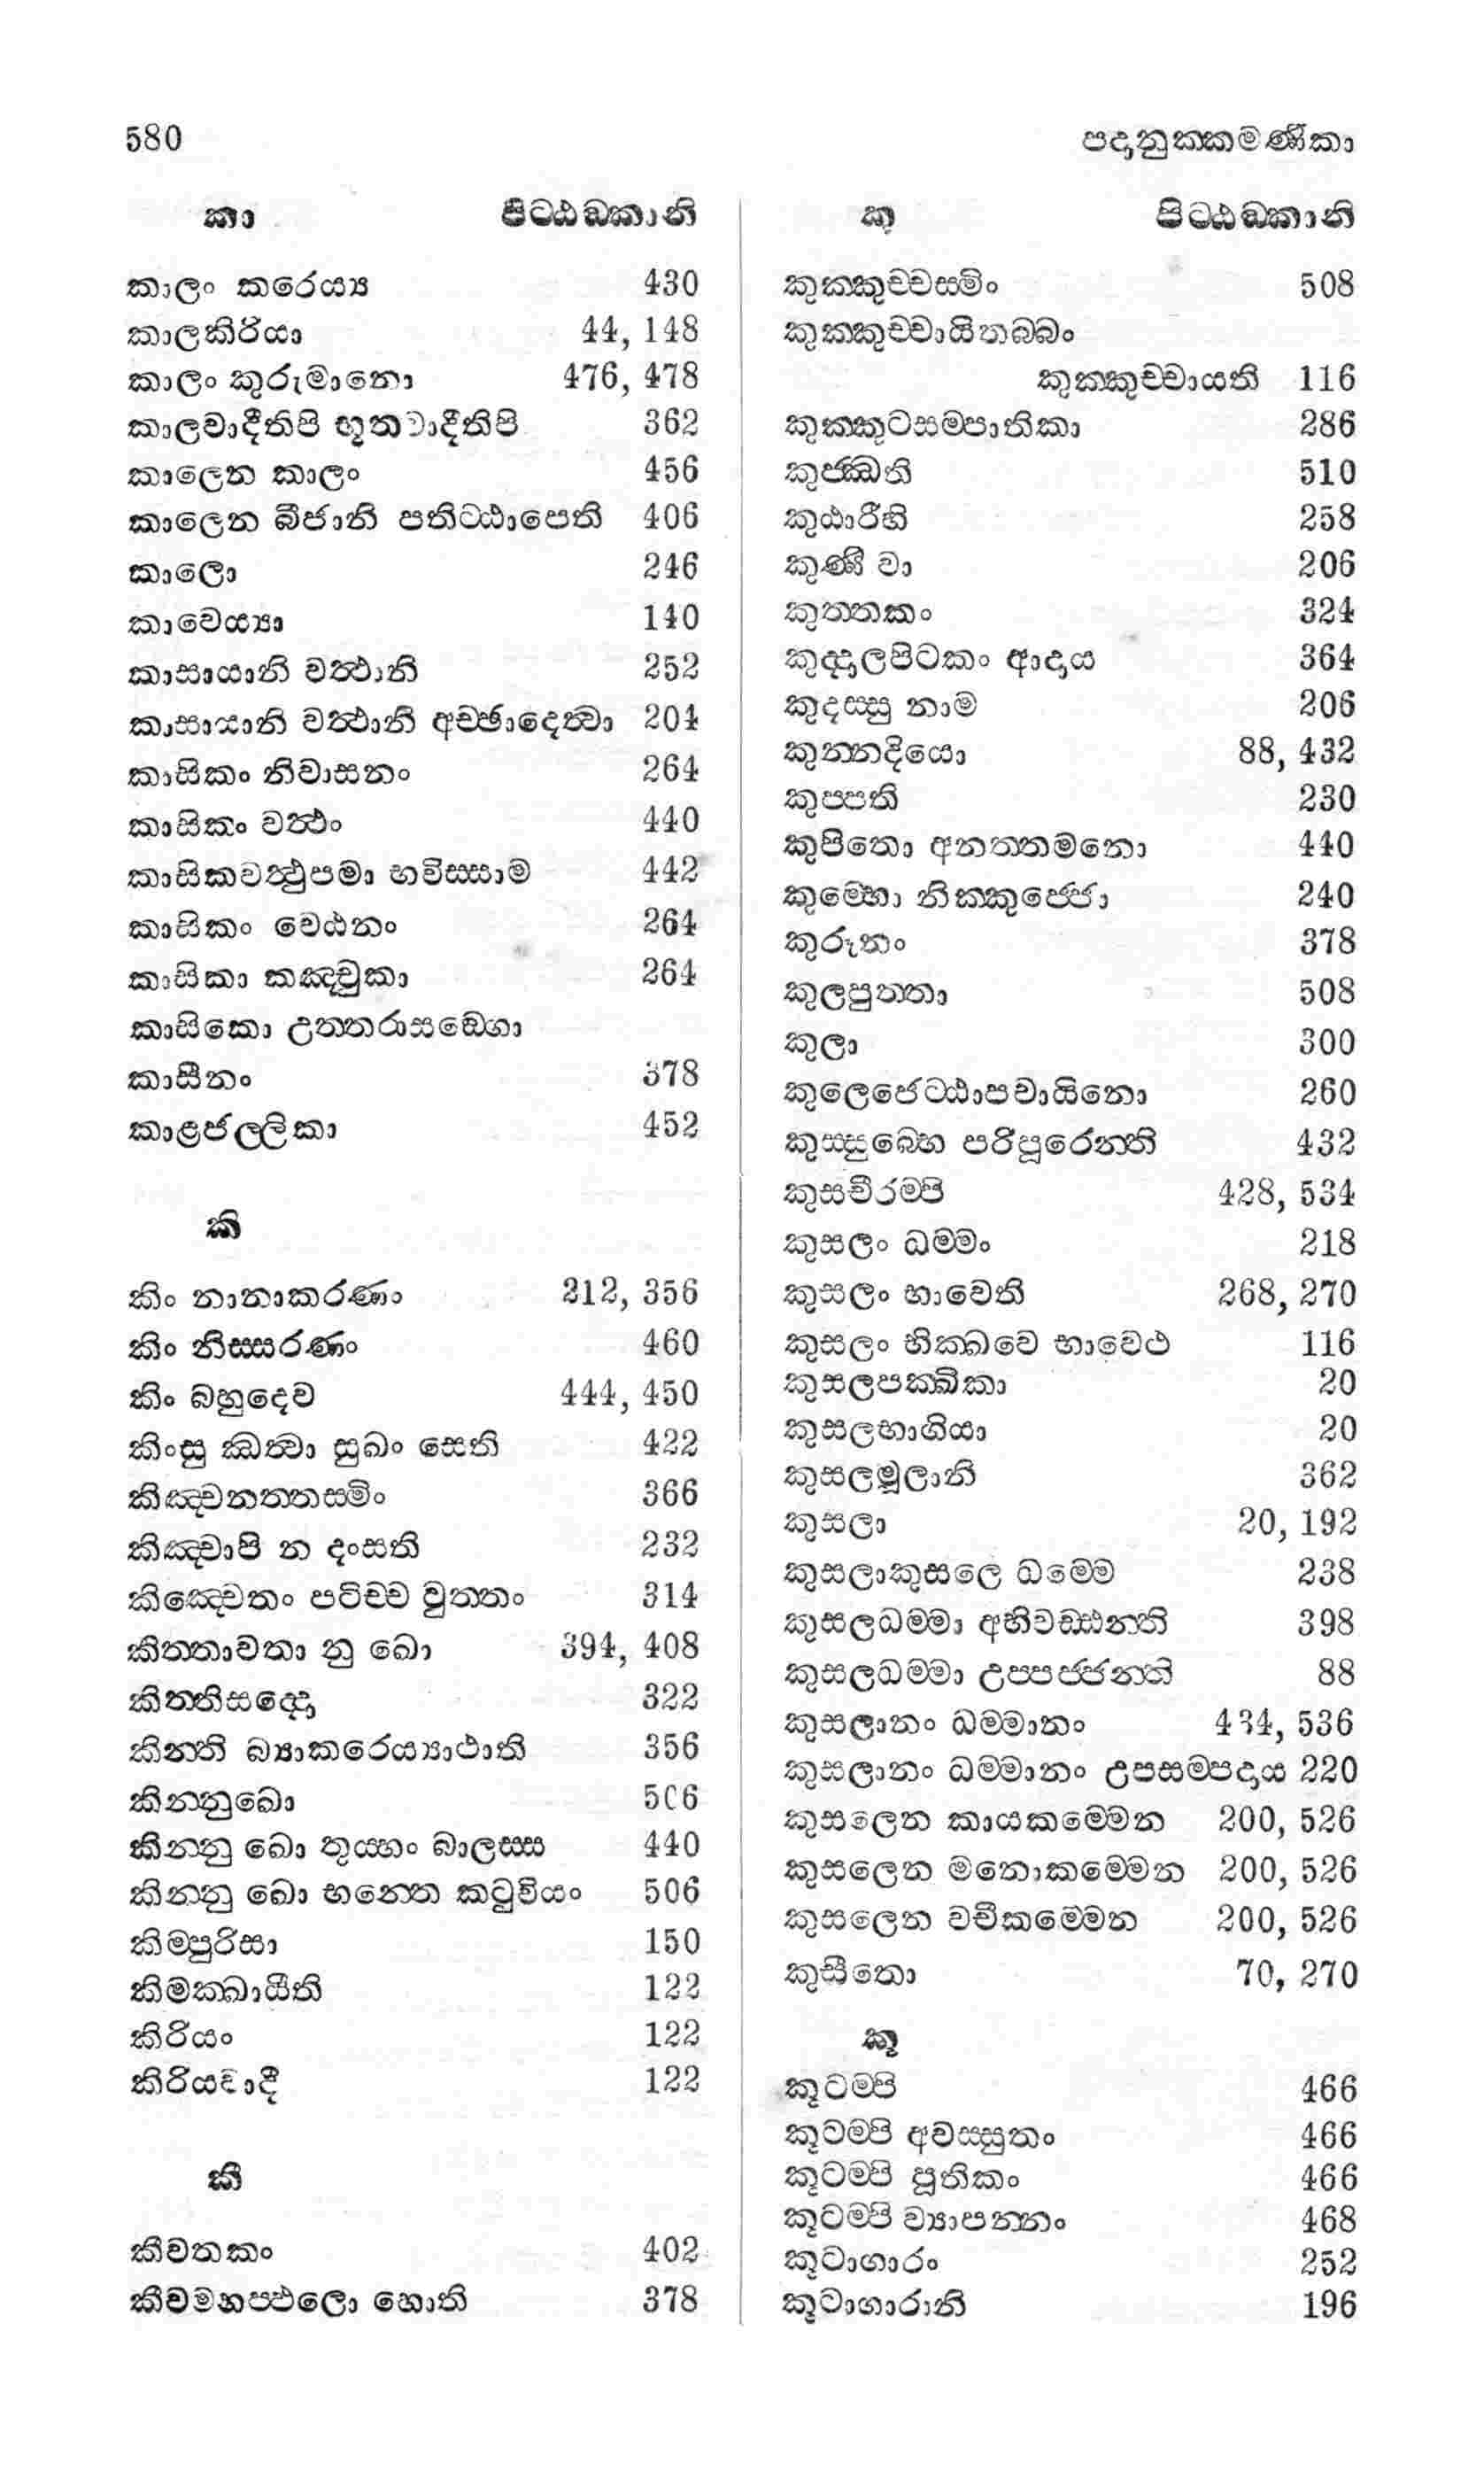 580
පදානුක්කමණිකා
කා පිට්ඨඞ්කානි
කාලං කරෙය්‍ය 430
කාලකිරියා 44, 148
කාලං කුරුමානො 476, 478
කාලවාදීතිපි භූතවාදීතිපි 362
කාලෙන කාලං 456
කාලෙන බීජානි පතිට්ඨාපෙති 406
කාලො 246
කාවෙය්‍යා 140
කාසායානි වත්‍ථානි 252
කාසායානි වත්‍ථානි අච්ඡාදෙත්‍වා 204
කාසිකං නිවාසනං 264
කාසිකං වත්‍ථං 440
කාසිකවත්‍ථුපමා භවිස්සාම 442
කාසිකං වෙඨනං 264
කාසිකා කඤ්චුකා 264
කාසිකො උත්තරාසඞ්ගො
කාසීනං 378
කාළජල්ලිකා 452
කි
කිං නානාකරණං 212, 356
කිං නිස්සරණං 460
කිං බහුදෙව 444, 450
කිංසු ඣත්‍වා සුඛං සෙති 422
කිඤ්චනත්තස්මිං 366
කිඤ්චාපි න දංසති 232
කිඤ්චෙතං පටිච්ච වුත්තං 314
කිත්තාවතා නු ඛො 394, 408
කිත්තිසද්දො 322
කින්ති බ්‍යාකරෙය්‍යාථාති 356
කින්නුඛො 506
කින්නු ඛො තුය්හං බාලස්ස 440
කින්නු ඛො භන්තෙ කටුවියං 506
කිම්පුරිසා 150
කිමක්ඛායීති 122
කිරියං 122
කිරියවාදී 122
කී
කීවතකං 402
කීවමහප්ඵලො හොති 378
කු පිට්ඨඞ්කානි
කුක්කුච්චස්මිං 508
කුක්කුච්චායිතබ්බං
කුක්කුච්චායති 116
කුක්කුටසම්පාතිකා 286
කුජ්ඣති 510
කුඨාරීහි 258
කුණී වා 206
කුත්තකං 324
කුද්දාලපිටකං ආදාය 364
කුදස්සු නාම 206
කුන්නදියො 88, 432
කුප්පති 230
කුපිතො අනත්තමනො 440
කුම්භො නික්කුජ්ජො 240
කුරූනං 378
කුලපුත්තා 508
කුලා 300
කුලෙජෙට්ඨාපචායිනො 260
කුස්සුබ්භෙ පරිපූරෙන්ති 432
කුසචීරම්පි 428, 534
කුසලං ධම්මං 218
කුසලං භාවෙති 268, 270
කුසලං භික්ඛවෙ භාවෙථ 116
කුසලපක්ඛිකා 20
කුසලභාගියා 20
කුසලමූලානි 362
කුසලා 20, 192
කුසලාකුසලෙ ධම්මෙ 238
කුසලධම්මා අභිවඩ්ඪන්ති 398
කුසලධම්මා උප්පජ්ජන්ති 88
කුසලානං ධම්මානං 434, 536
කුසලානං ධම්මානං උපසම්පදාය 220
කුසලෙන කායකම්මෙන 200, 526
කුසලෙන මනොකම්මෙන 200, 526
කුසලෙන වචීකම්මෙන 200, 526
කුසීතො 70, 270
කූ
කූටම්පි 466
කූටම්පි අවස්සුතං 466
කූටම්පි පූතිකං 466
කූටම්පි ව්‍යාපන්නං 468
කූටාගාරං 252
කූටාගාරානි 196